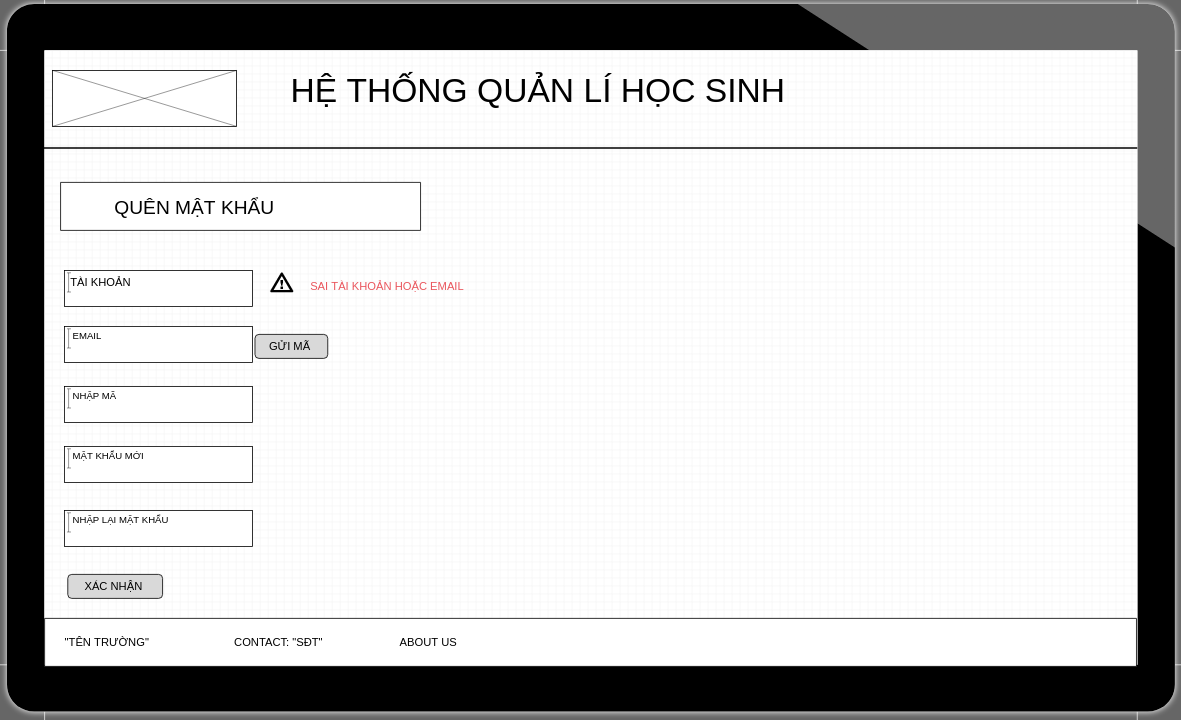 HỆ THỐNG QUẢN LÍ HỌC SINH
QUÊN MẬT KHẨU
TÀI KHOẢN
SAI TÀI KHOẢN HOẶC EMAIL
EMAIL
GỬI MÃ
NHẬP MÃ
MẬT KHẨU MỚI
NHẬP LẠI MẬT KHẨU
XÁC NHẬN
"TÊN TRƯỜNG" CONTACT: "SĐT" ABOUT US